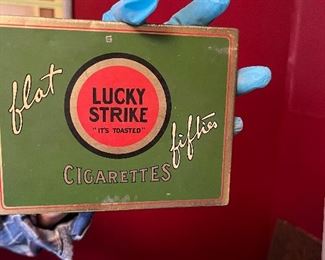 flat
LUCKY
STRIKE
"IT'S TOASTED"
fifties
CIGARETTES